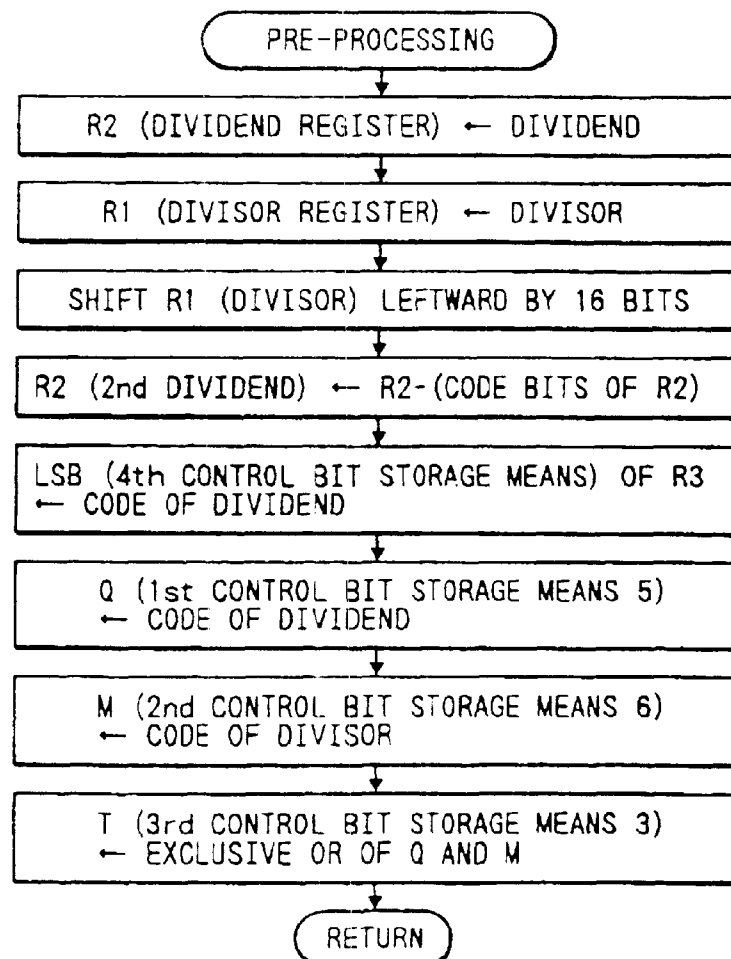 PRE-PROCESSING
R2 (DIVIDEND REGISTER) ← DIVIDEND
R1 (DIVISOR REGISTER) ← DIVISOR
SHIFT R1 (DIVISOR) LEFTWARD BY 16 BITS
R2 (2nd DIVIDEND) ← R2-(CODE BITS OF R2)
LSB (4th CONTROL BIT STORAGE MEANS) OF R3
← CODE OF DIVIDEND
Q (1st CONTROL BIT STORAGE MEANS 5)
← CODE OF DIVIDEND
M (2nd CONTROL BIT STORAGE MEANS 6)
← CODE OF DIVISOR
T (3rd CONTROL BIT STORAGE MEANS 3)
← EXCLUSIVE OR OF Q AND M
RETURN